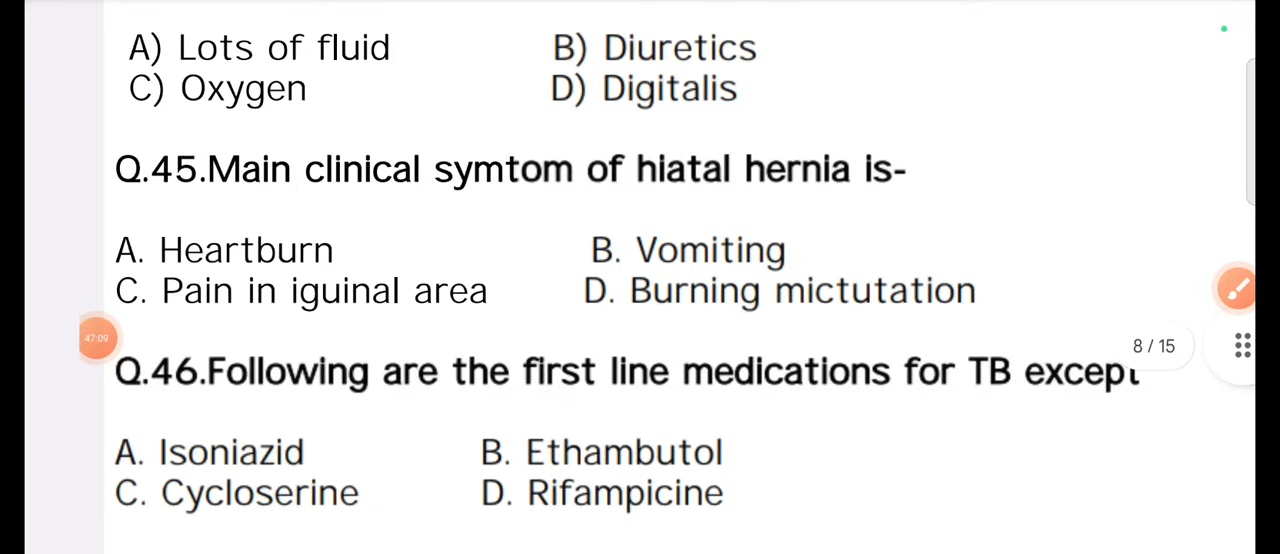 A) Lots of fluid B) Diuretics
C) Oxygen D) Digitalis
Q.45.Main clinical symtom of hiatal hernia is-
A. Heartburn B. Vomiting
C. Pain in iguinal area D. Burning mictutation
47:09
8 / 15
Q.46.Following are the first line medications for TB except
A. Isoniazid B. Ethambutol
C. Cycloserine D. Rifampicine